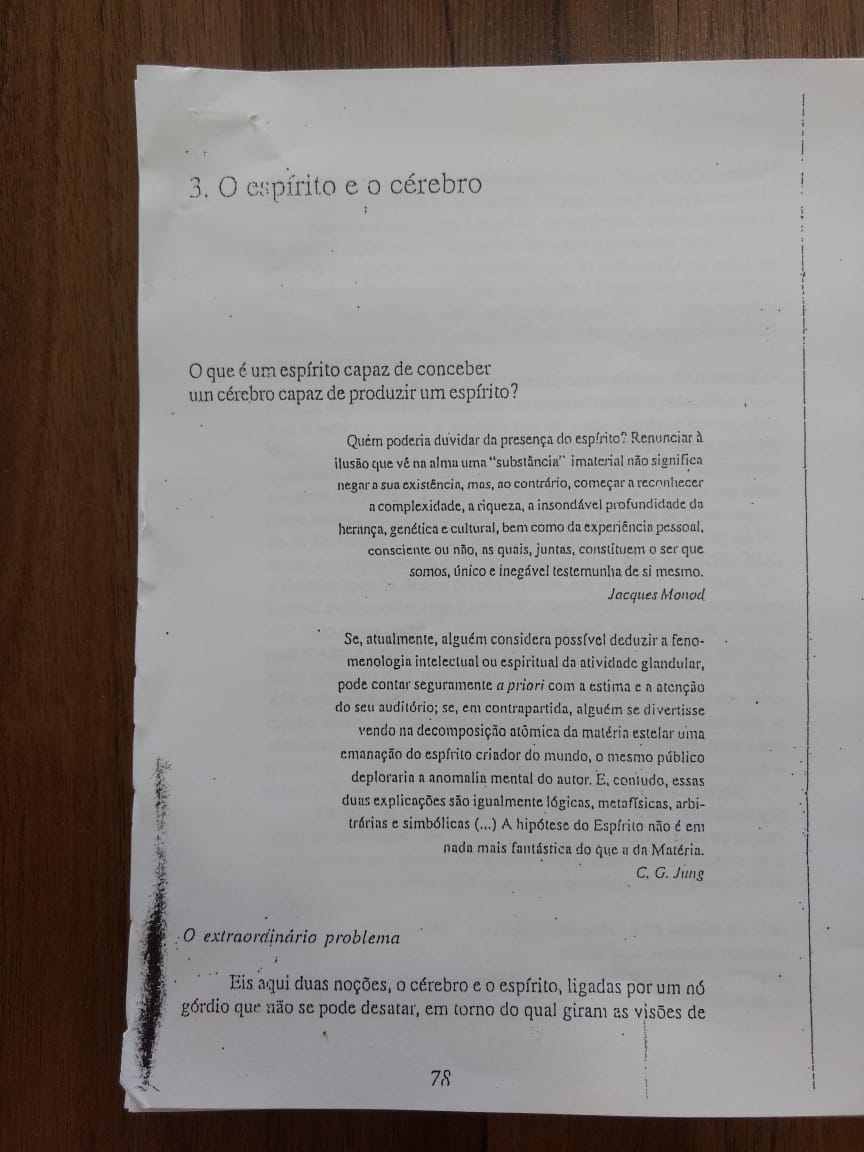 3. O espírito e o cérebro
O que é um espírito capaz de conceber
um cérebro capaz de produzir um espírito?
Quem poderia duvidar da presença do espírito? Renunciar à
ilusão que vê na alma uma "substância" imaterial não significa
negar a sua existência, mas, ao contrário, começar a reconhecer
a complexidade, a riqueza, a insondável profundidade da
herança, genética e cultural, bem como da experiência pessoal,
consciente ou não, as quais, juntas, constituem o ser que
somos, único e inegável testemunha de si mesmo.
Jacques Monod
Se, atualmente, alguém considera possível deduzir a feno-
menologia intelectual ou espiritual da atividade glandular,
pode contar seguramente a priori com a estima e a atenção
do seu auditório; se, em contrapartida, alguém se divertisse
vendo na decomposição atômica da matéria estelar uma
emanação do espírito criador do mundo, o mesmo público
deploraria a anomalia mental do autor. E, contudo, essas
duas explicações são igualmente lógicas, metafísicas, arbi-
trárias e simbólicas (...) A hipótese do Espírito não é em
nada mais fantástica do que a da Matéria.
C. G. Jung
O extraordinário problema
Eis aqui duas noções, o cérebro e o espírito, ligadas por um nó
górdio que não se pode desatar, em torno do qual giram as visões de
78